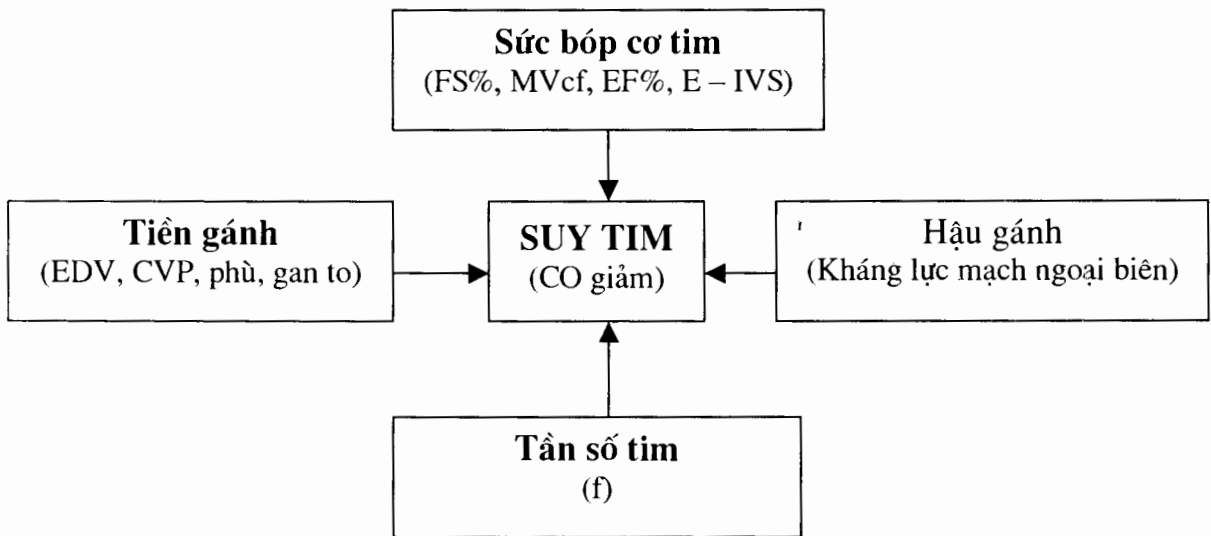 Sức bóp cơ tim
(FS%, MVcf, EF%, E – IVS)
Tiền gánh
(EDV, CVP, phù, gan to)
SUY TIM
(CO giảm)
Hậu gánh
(Kháng lực mạch ngoại biên)
Tần số tim
(f)